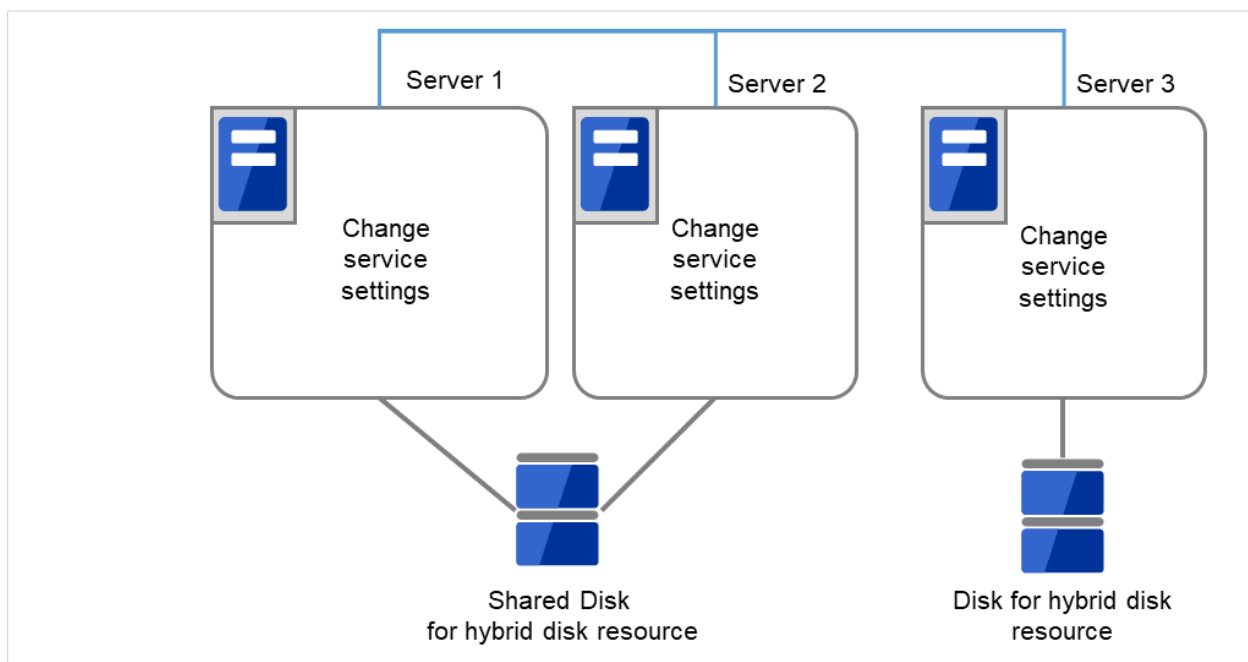 Server 1
Server 2
Server 3
Change
service
settings
Change
service
settings
Change
service
settings
Shared Disk
for hybrid disk resource
Disk for hybrid disk
resource